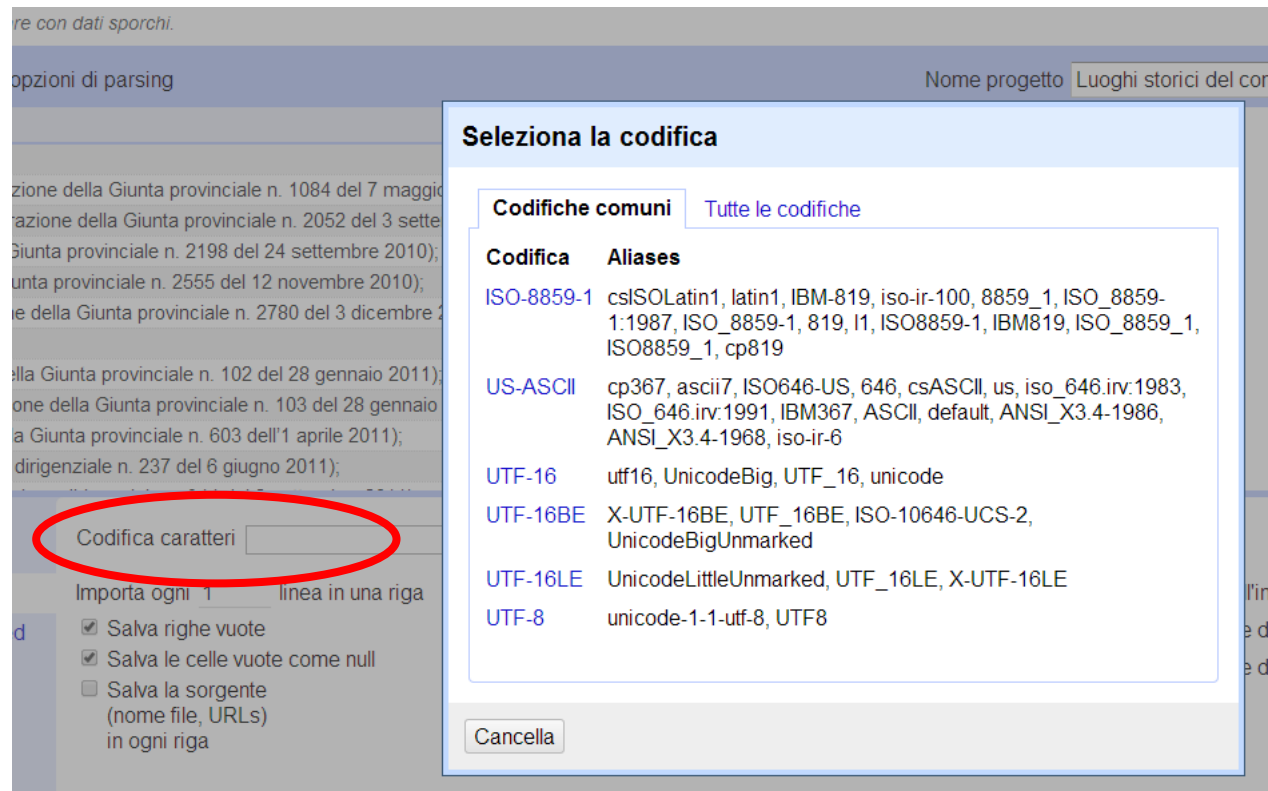 re con dati sporchi.
opzioni di parsing
Nome progetto Luoghi storici del cor
zione della Giunta provinciale n. 1084 del 7 maggio
razione della Giunta provinciale n. 2052 del 3 sette
Giunta provinciale n. 2198 del 24 settembre 2010);
unta provinciale n. 2555 del 12 novembre 2010);
ne della Giunta provinciale n. 2780 del 3 dicembre 2
ella Giunta provinciale n. 102 del 28 gennaio 2011);
one della Giunta provinciale n. 103 del 28 gennaio
a Giunta provinciale n. 603 dell'1 aprile 2011);
dirigenziale n. 237 del 6 giugno 2011);
Codifica caratteri
Importa ogni 1 linea in una riga
ed
Salva righe vuote
Salva le celle vuote come null
Salva la sorgente
(nome file, URLs)
in ogni riga
Seleziona la codifica
Codifiche comuni Tutte le codifiche
Codifica Aliases
ISO-8859-1 csISOLatin1, latin1, IBM-819, iso-ir-100, 8859_1, ISO_8859-
1:1987, ISO_8859-1, 819, l1, ISO8859-1, IBM819, ISO_8859_1,
ISO8859_1, cp819
US-ASCII cp367, ascii7, ISO646-US, 646, csASCII, us, iso_646.irv:1983,
ISO_646.irv:1991, IBM367, ASCII, default, ANSI_X3.4-1986,
ANSI_X3.4-1968, iso-ir-6
UTF-16 utf16, UnicodeBig, UTF_16, unicode
UTF-16BE X-UTF-16BE, UTF_16BE, ISO-10646-UCS-2,
UnicodeBigUnmarked
UTF-16LE UnicodeLittleUnmarked, UTF_16LE, X-UTF-16LE
UTF-8 unicode-1-1-utf-8, UTF8
Cancella
l'in
e d
e d